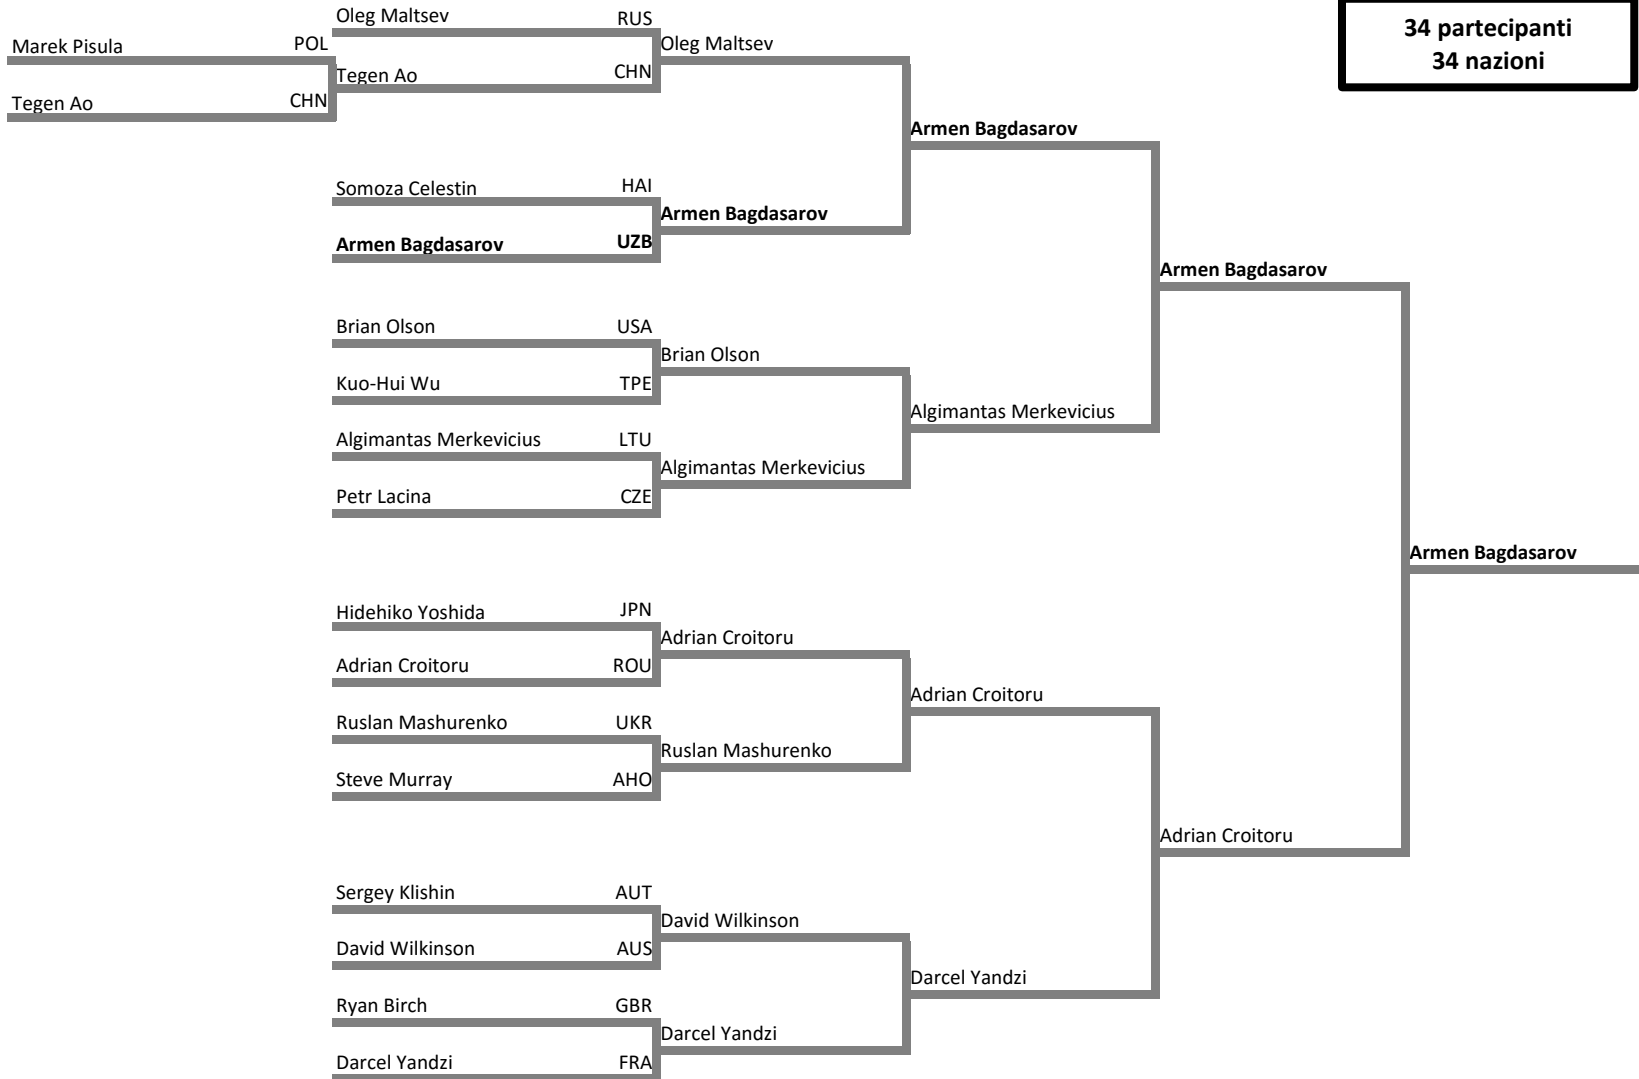 34 partecipanti
34 nazioni
Oleg Maltsev RUS
Marek Pisula POL
Oleg Maltsev
Tegen Ao CHN
Tegen Ao CHN
Armen Bagdasarov
Somoza Celestin HAI
Armen Bagdasarov
Armen Bagdasarov UZB
Armen Bagdasarov
Brian Olson USA
Brian Olson
Kuo-Hui Wu TPE
Algimantas Merkevicius
Algimantas Merkevicius LTU
Algimantas Merkevicius
Petr Lacina CZE
Armen Bagdasarov
Hidehiko Yoshida JPN
Adrian Croitoru
Adrian Croitoru ROU
Adrian Croitoru
Ruslan Mashurenko UKR
Ruslan Mashurenko
Steve Murray AHO
Adrian Croitoru
Sergey Klishin AUT
David Wilkinson
David Wilkinson AUS
Darcel Yandzi
Ryan Birch GBR
Darcel Yandzi
Darcel Yandzi FRA